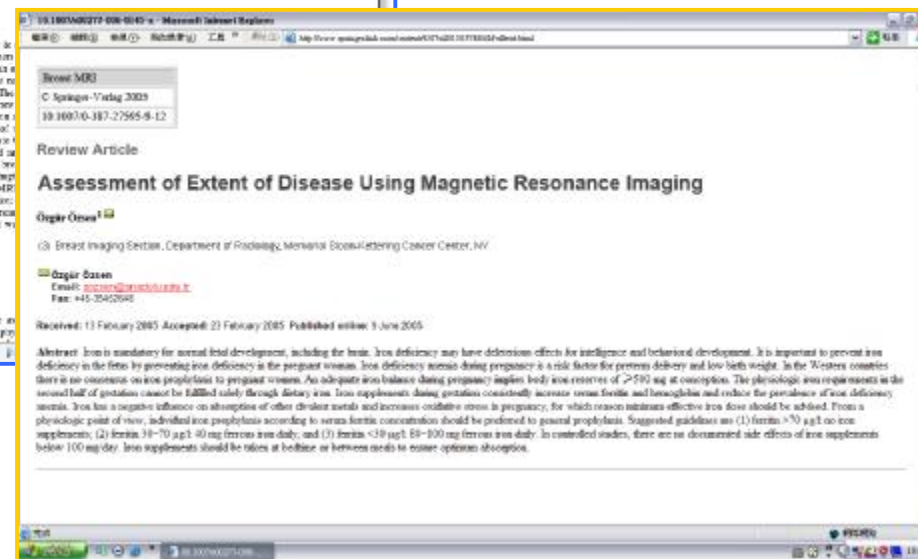 Breast MRI
© Springer-Verlag 2005
10.1007/0-387-27595-9-12
Review Article
Assessment of Extent of Disease Using Magnetic Resonance Imaging
Özgür Özsen¹
(3) Breast Imaging Section, Department of Radiology, Memorial Sloan-Kettering Cancer Center, NY
Özgür Özsen
Email:
Fax: +45-35452648
Received: 13 February 2005 Accepted: 23 February 2005 Published online: 9 June 2005
Abstract Iron is mandatory for normal fetal development, including the brain. Iron deficiency may have deleterious effects for intelligence and behavioral development. It is important to prevent iron
deficiency in the fetus by preventing iron deficiency in the pregnant woman. Iron deficiency anemia during pregnancy is a risk factor for preterm delivery and low birth weight. In the Western countries
there is no consensus on iron prophylaxis to pregnant women. An adequate iron balance during pregnancy implies body iron reserves of ≥500 mg at conception. The physiologic iron requirements in the
second half of gestation cannot be fulfilled solely through dietary iron. Iron supplements during gestation consistently increase serum ferritin and hemoglobin and reduce the prevalence of iron deficiency
anemia. Iron has a negative influence on absorption of other divalent metals and increases oxidative stress in pregnancy, for which reason minimum effective iron dose should be advised. From a
physiologic point of view, individual iron prophylaxis according to serum ferritin concentration should be preferred to general prophylaxis. Suggested guidelines are (1) ferritin >70 µg/l: no iron
supplements; (2) ferritin 30–70 µg/l: 40 mg ferrous iron daily; and (3) ferritin <30 µg/l: 80–100 mg ferrous iron daily. In controlled studies, there are no documented side effects of iron supplements
below 100 mg/day. Iron supplements should be taken at bedtime or between meals to ensure optimum absorption.